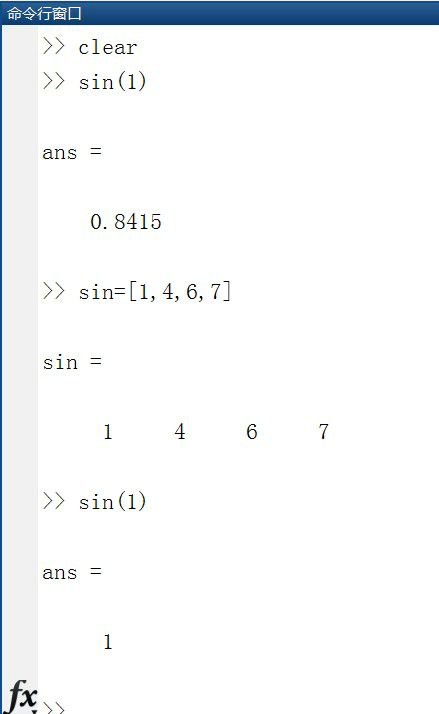 命令行窗口
>> clear
>> sin(1)
ans =
0.8415
>> sin=[1,4,6,7]
sin =
1 4 6 7
>> sin(1)
ans =
1
fx >>